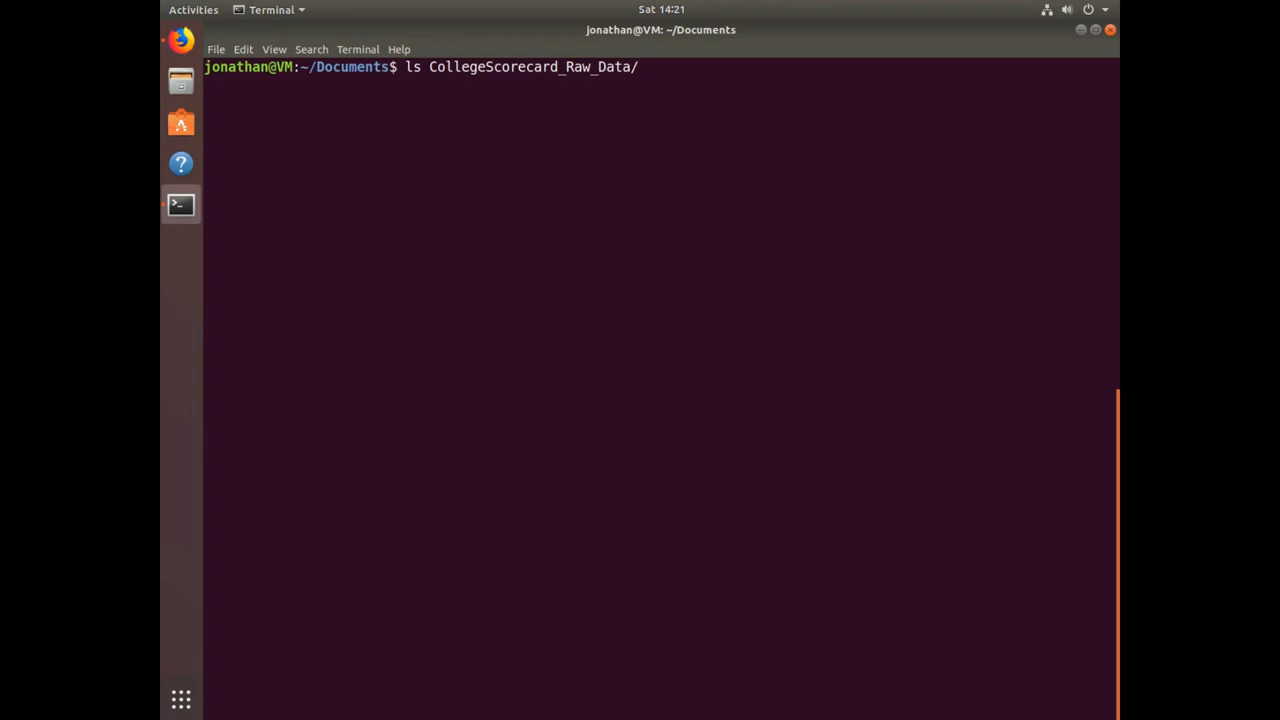 Activities Terminal Sat 14:21
jonathan@VM: ~/Documents
File Edit View Search Terminal Help
jonathan@VM:~/Documents$ ls CollegeScorecard_Raw_Data/